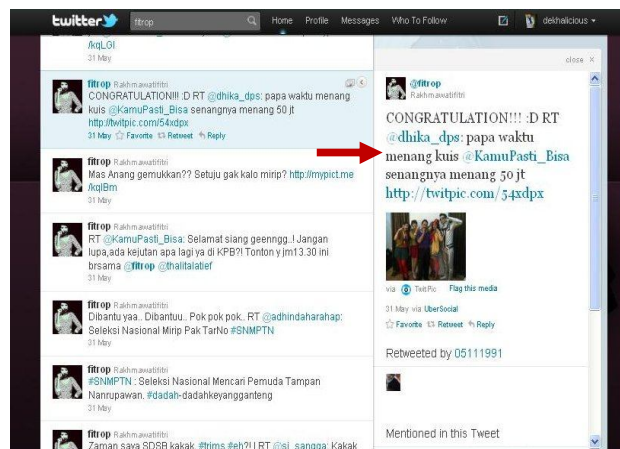 twitter
fitrop
Home Profile Messages Who To Follow
dekhalicious
/kqLGI
31 May
fitrop Rakhmawatifitri
CONGRATULATION!!! :D RT @dhika_dps: papa waktu menang
kuis @KamuPasti_Bisa senangnya menang 50 jt
http://twitpic.com/54xdpx
31 May Favorite Retweet Reply
fitrop Rakhmawatifitri
Mas Anang gemukkan?? Setuju gak kalo mirip? http://mypict.me
/kqIBm
31 May
fitrop Rakhmawatifitri
RT @KamuPasti_Bisa: Selamat siang geenngg..! Jangan
lupa,ada kejutan apa lagi ya di KPB?! Tonton y jm13.30 ini
brsama @fitrop @thalitalatief
31 May
fitrop Rakhmawatifitri
Dibantu yaa.. Dibantuu.. Pok pok pok.. RT @adhindaharahap:
Seleksi Nasional Mirip Pak TarNo #SNMPTN
31 May
fitrop Rakhmawatifitri
#SNMPTN : Seleksi Nasional Mencari Pemuda Tampan
Nanrupawan. #dadah-dadahkeyangganteng
31 May
fitrop Rakhmawatifitri
Zaman saya SDSB kakak. #trims #eh?! LRT @si_sangga: Kakak
close x
@fitrop
Rakhmawatifitri
CONGRATULATION!!! :D RT
@dhika_dps: papa waktu
menang kuis @KamuPasti_Bisa
senangnya menang 50 jt
http://twitpic.com/54xdpx
via TwitPic Flag this media
31 May via UberSocial
Favorite Retweet Reply
Retweeted by 05111991
Mentioned in this Tweet